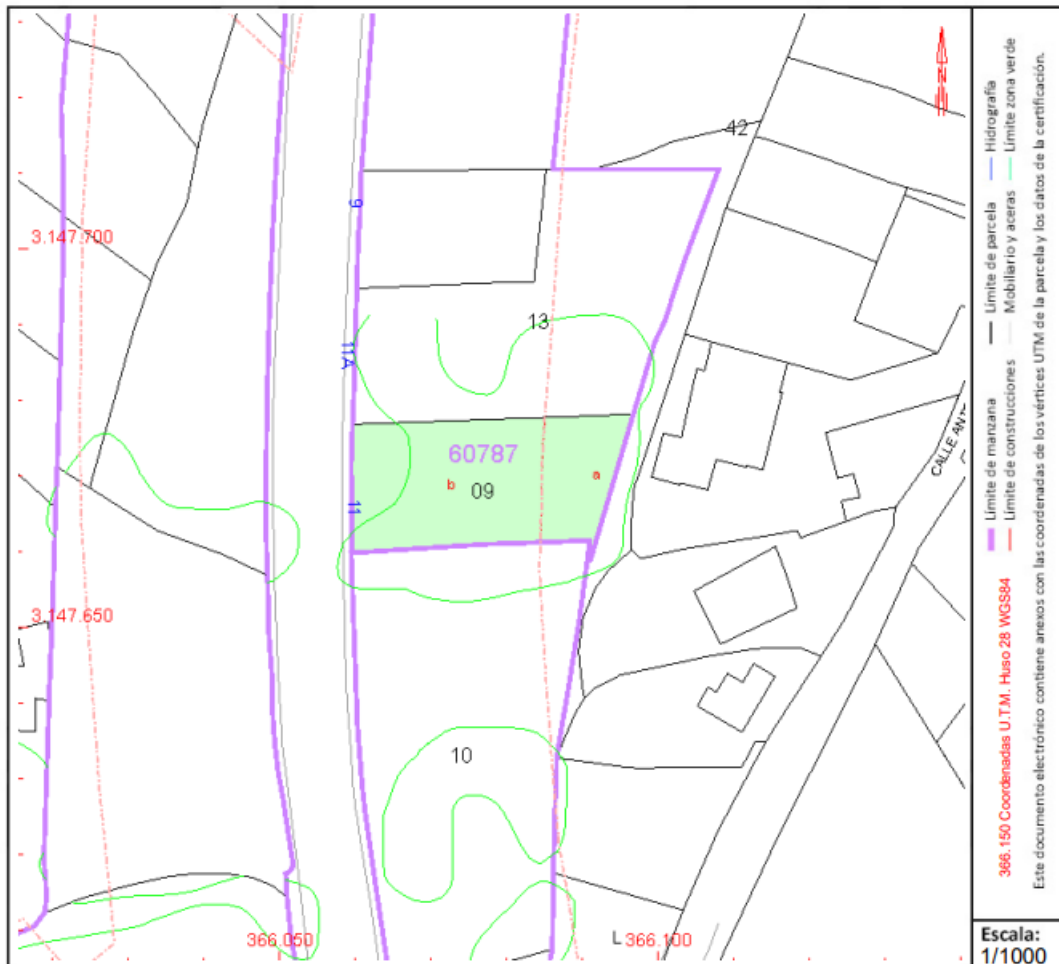 42
9
3.147.700
13
11A
60787
b
a
09
11
CALLE ANT
3.147.650
10
366.050
L 366.100
N
Límite de manzana
Límite de parcela
Hidrografía
Límite de construcciones
Mobiliario y aceras
Límite zona verde
366.150 Coordenadas U.T.M. Huso 28 WGS84
Este documento electrónico contiene anexos con las coordenadas de los vértices UTM de la parcela y los datos de la certificación.
Escala:
1/1000